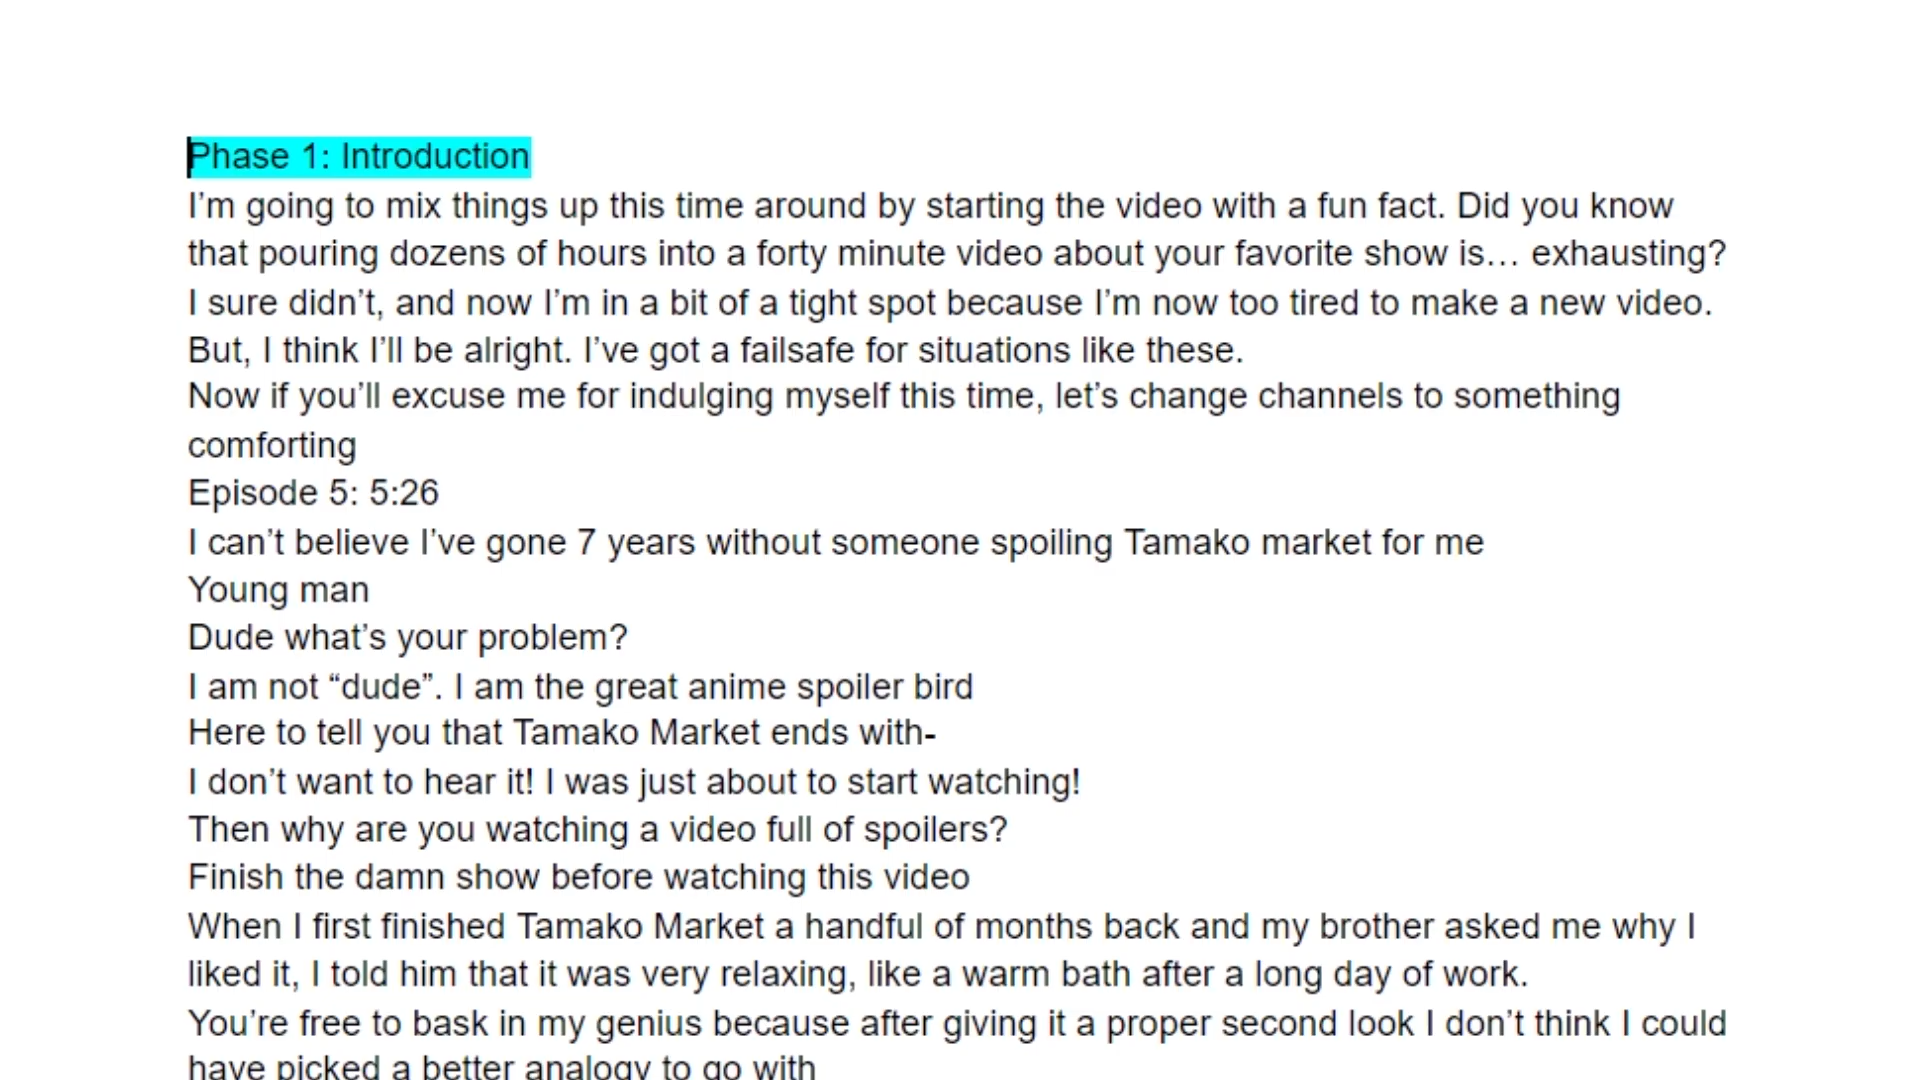 Phase 1: Introduction
I’m going to mix things up this time around by starting the video with a fun fact. Did you know
that pouring dozens of hours into a forty minute video about your favorite show is… exhausting?
I sure didn’t, and now I’m in a bit of a tight spot because I’m now too tired to make a new video.
But, I think I’ll be alright. I’ve got a failsafe for situations like these.
Now if you’ll excuse me for indulging myself this time, let’s change channels to something
comforting
Episode 5: 5:26
I can’t believe I’ve gone 7 years without someone spoiling Tamako market for me
Young man
Dude what’s your problem?
I am not “dude”. I am the great anime spoiler bird
Here to tell you that Tamako Market ends with-
I don’t want to hear it! I was just about to start watching!
Then why are you watching a video full of spoilers?
Finish the damn show before watching this video
When I first finished Tamako Market a handful of months back and my brother asked me why I
liked it, I told him that it was very relaxing, like a warm bath after a long day of work.
You’re free to bask in my genius because after giving it a proper second look I don’t think I could
have picked a better analogy to go with